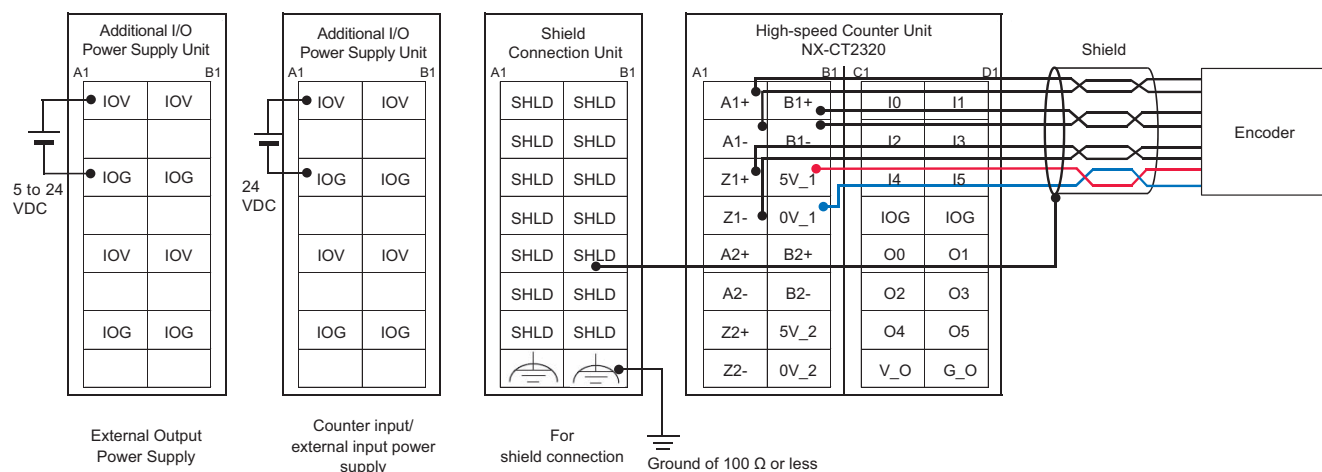 Additional I/O
Power Supply Unit
A1 B1
IOV IOV
IOG IOG
IOV IOV
IOG IOG
5 to 24
VDC
External Output
Power Supply
Additional I/O
Power Supply Unit
A1 B1
IOV IOV
IOG IOG
IOV IOV
IOG IOG
24
VDC
Counter input/
external input power
supply
Shield
Connection Unit
A1 B1
SHLD SHLD
SHLD SHLD
SHLD SHLD
SHLD SHLD
SHLD SHLD
SHLD SHLD
SHLD SHLD
For
shield connection
Ground of 100 Ω or less
High-speed Counter Unit
NX-CT2320
A1 B1 C1 D1
A1+ B1+ I0 I1
A1- B1- I2 I3
Z1+ 5V_1 I4 I5
Z1- 0V_1 IOG IOG
A2+ B2+ O0 O1
A2- B2- O2 O3
Z2+ 5V_2 O4 O5
Z2- 0V_2 V_O G_O
Shield
Encoder